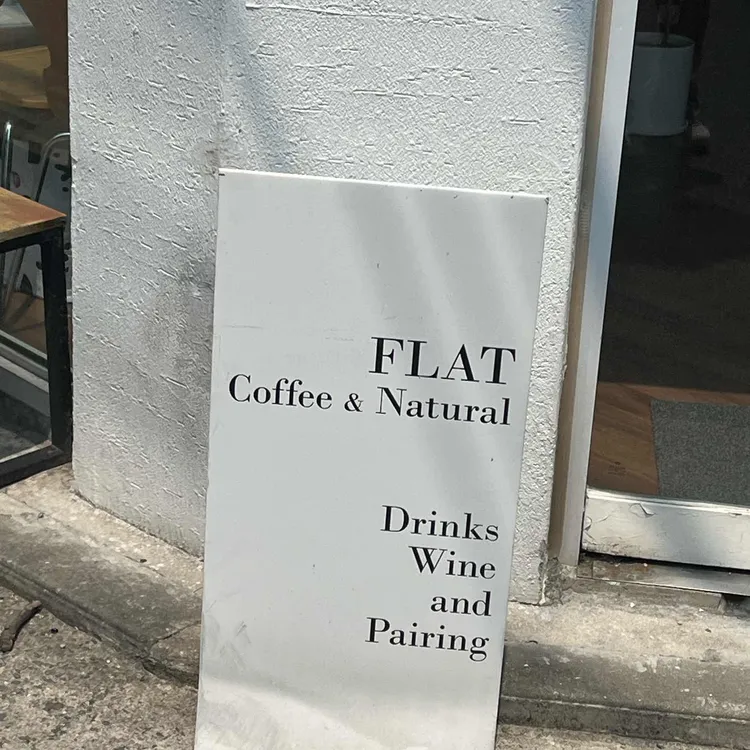 FLAT
Coffee & Natural
Drinks
Wine
and
Pairing